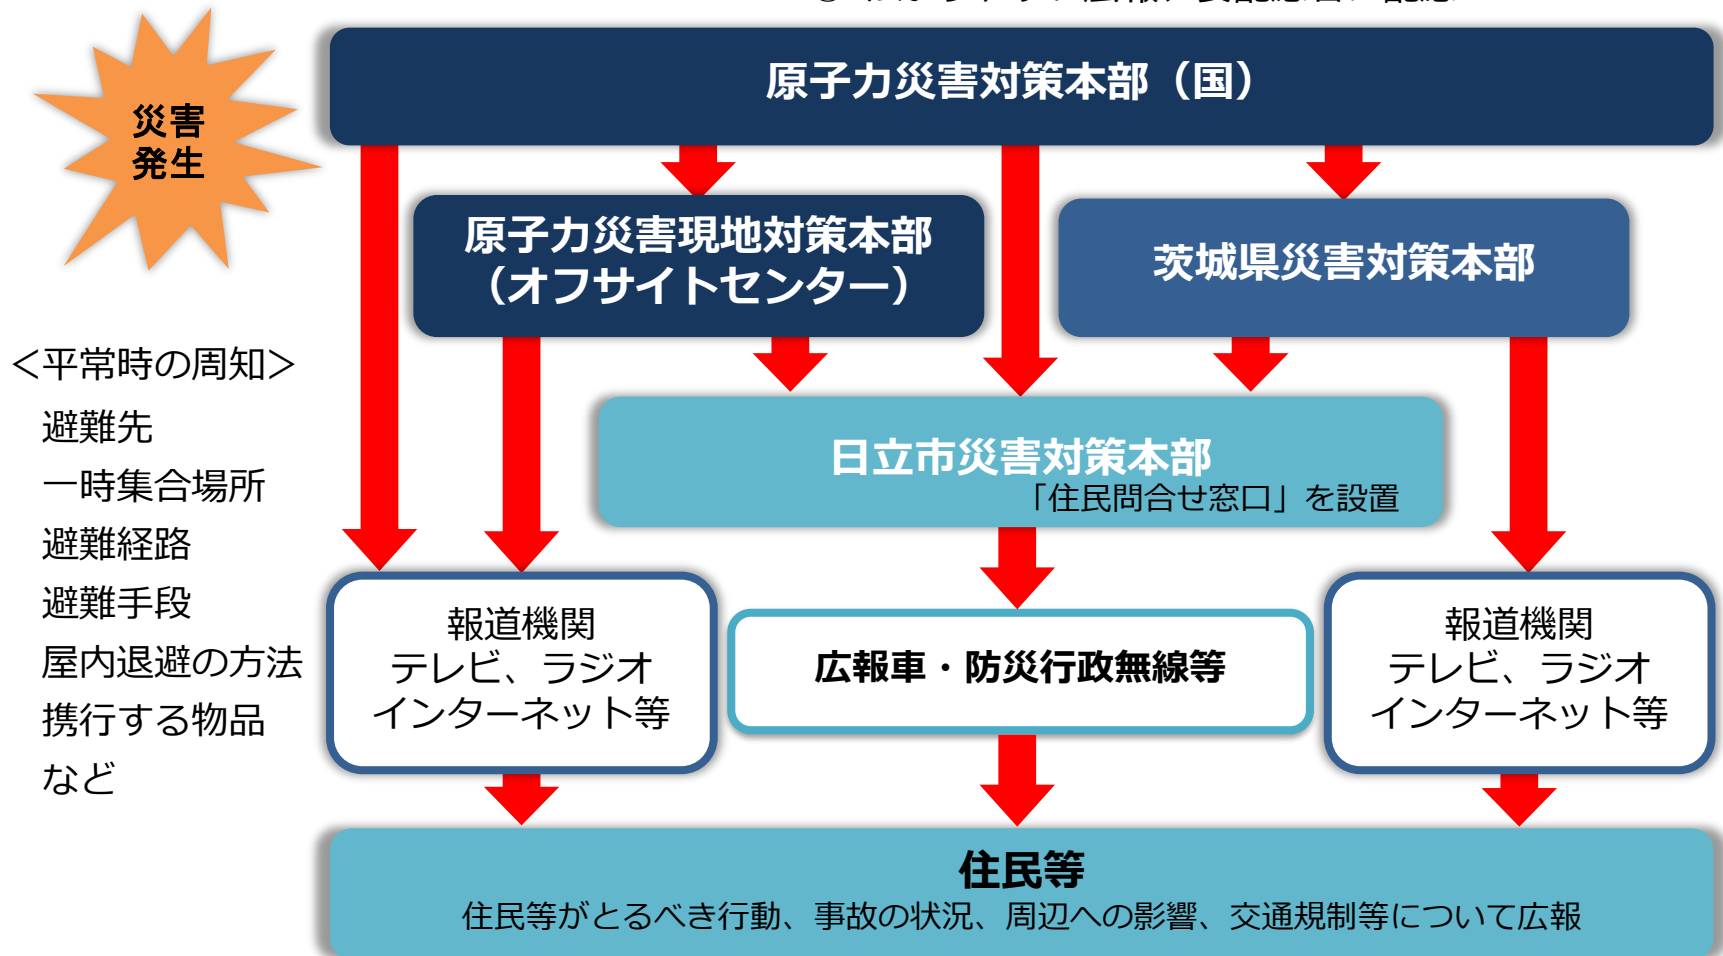 災害
発生
原子力災害対策本部（国）
原子力災害現地対策本部
（オフサイトセンター）
茨城県災害対策本部
＜平常時の周知＞
避難先
一時集合場所
避難経路
避難手段
屋内退避の方法
携行する物品
など
日立市災害対策本部
「住民問合せ窓口」を設置
報道機関
テレビ、ラジオ
インターネット等
広報車・防災行政無線等
報道機関
テレビ、ラジオ
インターネット等
住民等
住民等がとるべき行動、事故の状況、周辺への影響、交通規制等について広報